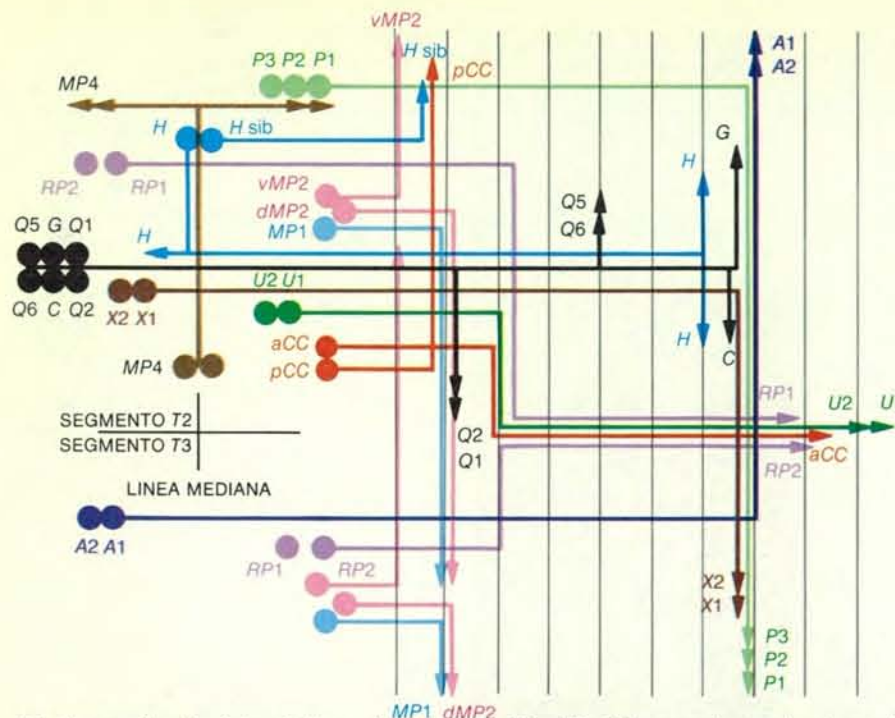 vMP2
H sib
pCC
A1
A2
P3 P2 P1
MP4
H
H sib
G
RP2
RP1
vMP2
dMP2
MP1
H
Q5
Q6
Q5 G Q1
H
U2 U1
Q6 C Q2
X2 X1
aCC
pCC
MP4
H
C
RP1
U2
U
SEGMENTO T2
SEGMENTO T3
Q2
Q1
aCC
RP2
LINEA MEDIANA
A2 A1
RP1
RP2
X2
X1
P3
P2
P1
MP1 dMP2